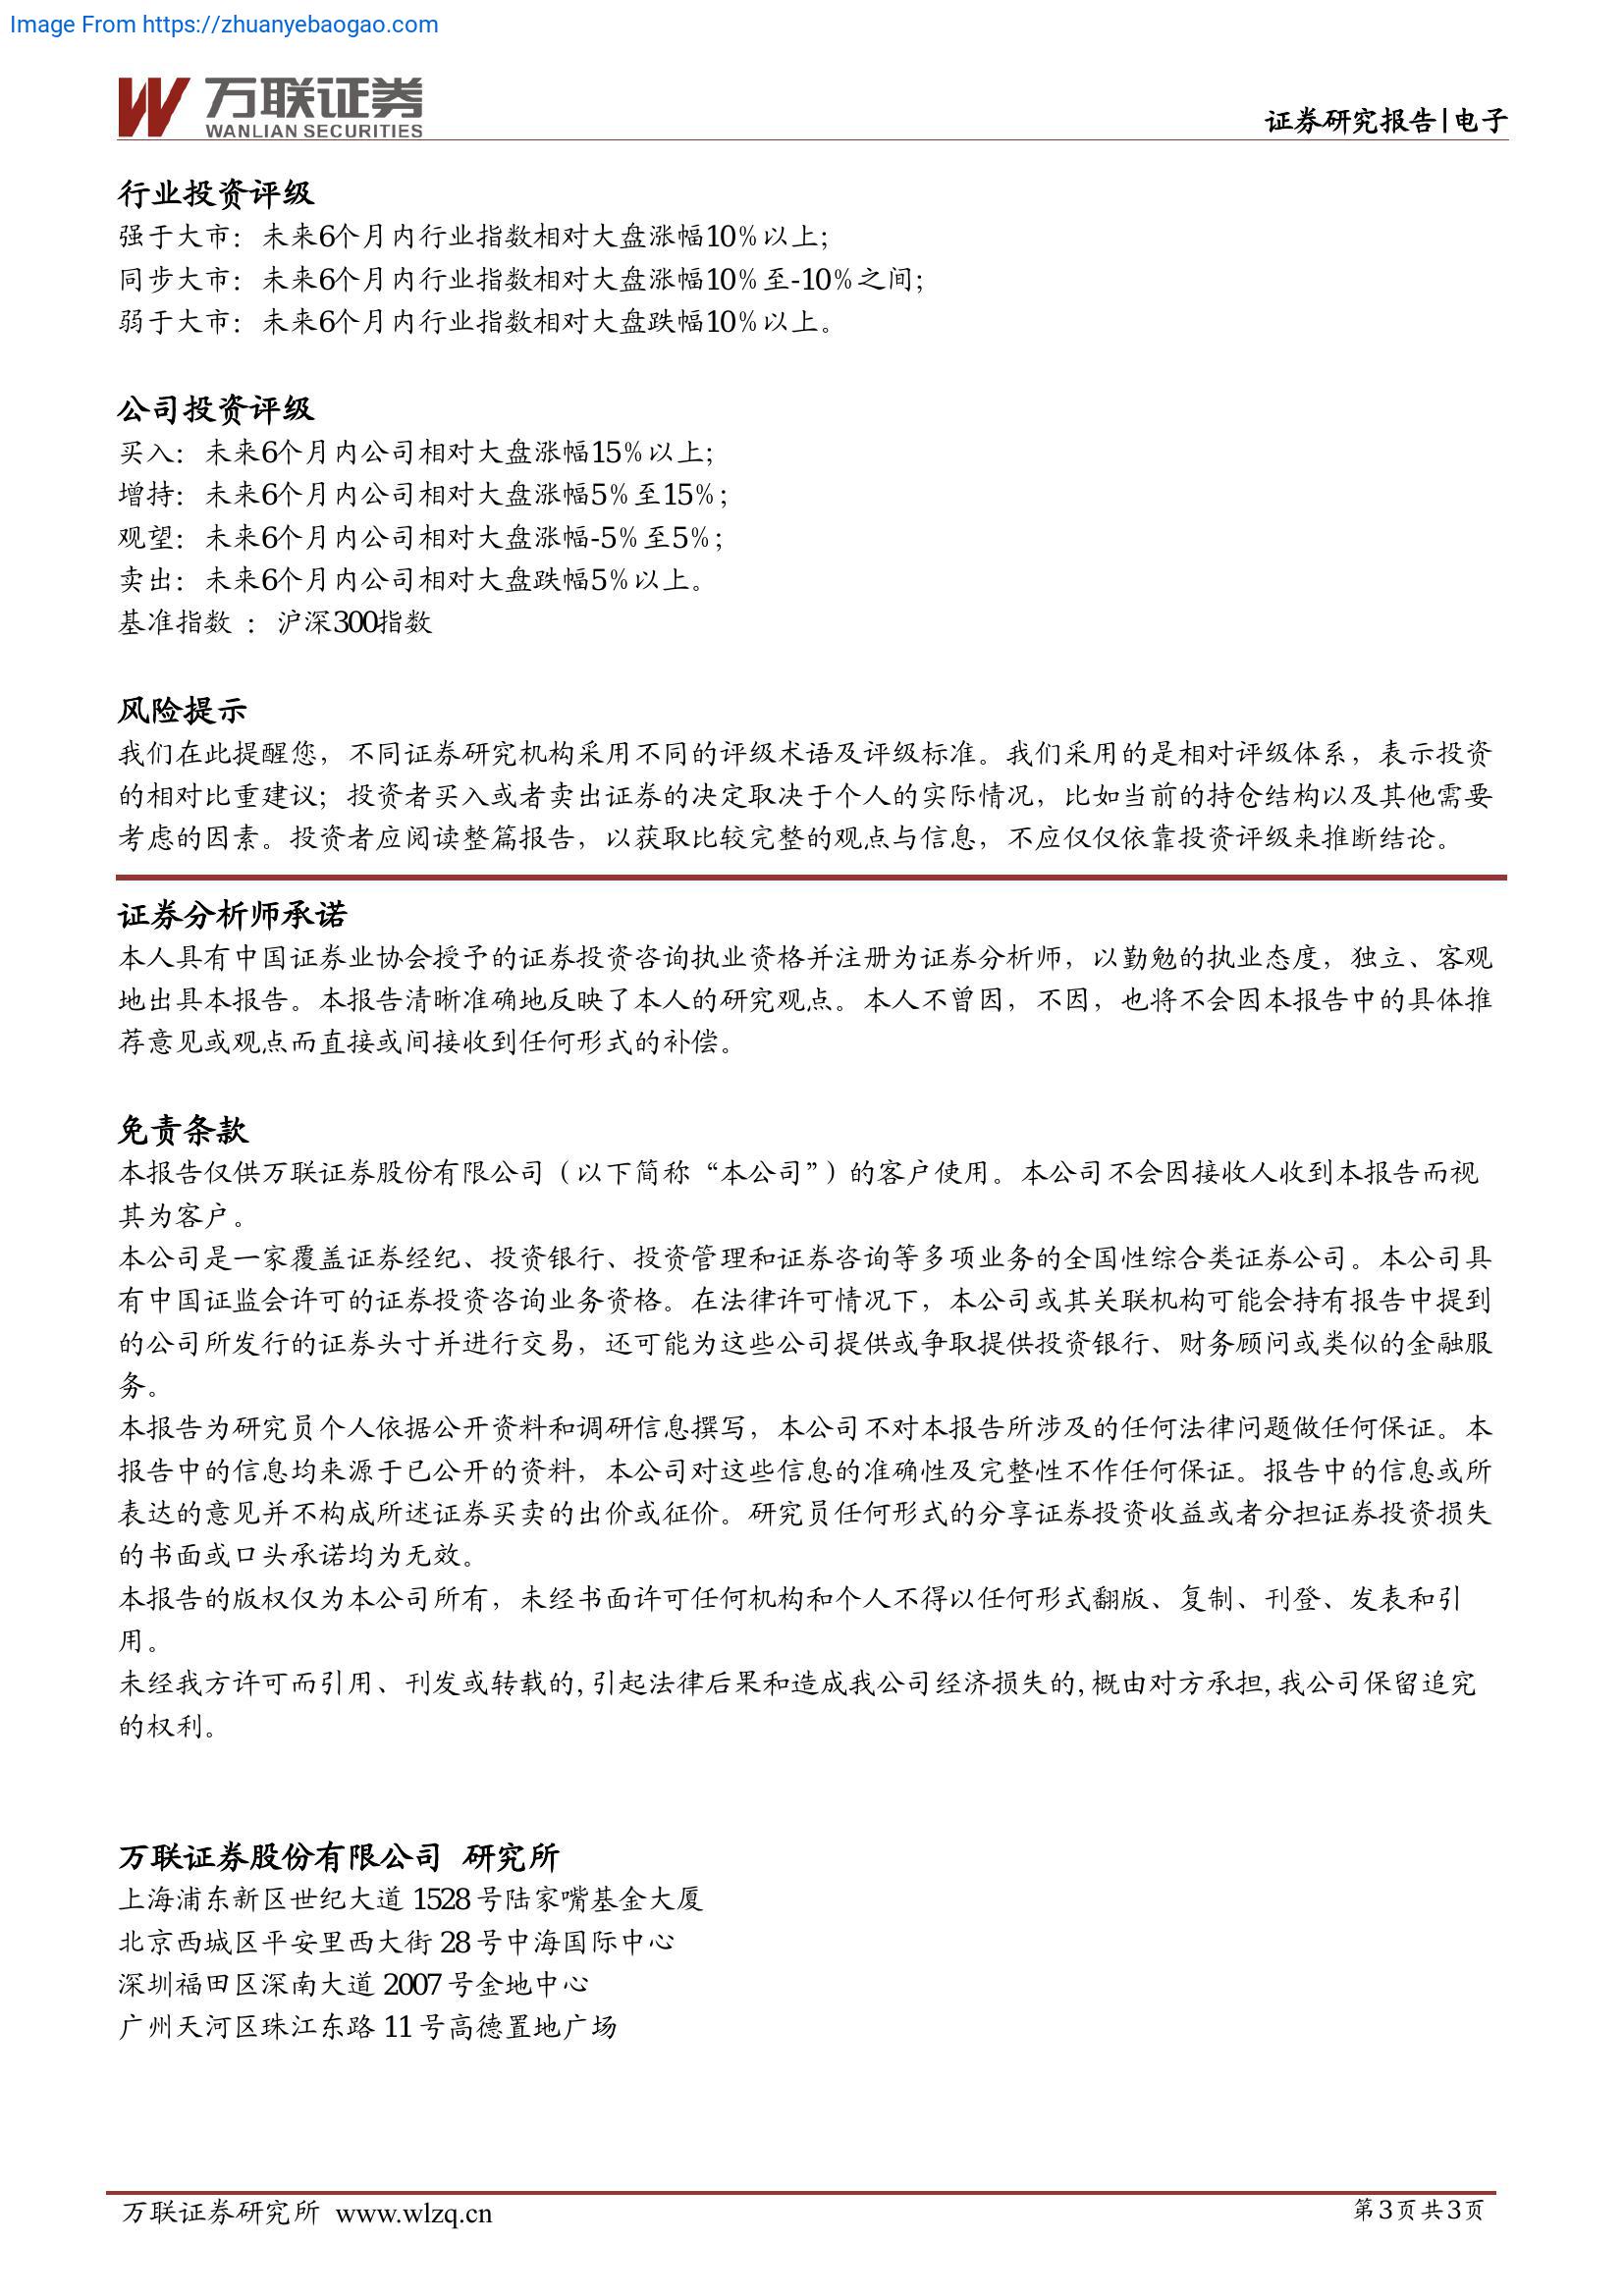 Image From https://zhuanyebaogao.com
万联证券
WANLIAN SECURITIES
证券研究报告|电子
行业投资评级
强于大市：未来6个月内行业指数相对大盘涨幅10%以上；
同步大市：未来6个月内行业指数相对大盘涨幅10%至-10%之间；
弱于大市：未来6个月内行业指数相对大盘跌幅10%以上。
公司投资评级
买入：未来6个月内公司相对大盘涨幅15%以上；
增持：未来6个月内公司相对大盘涨幅5%至15%；
观望：未来6个月内公司相对大盘涨幅-5%至5%；
卖出：未来6个月内公司相对大盘跌幅5%以上。
基准指数 ：沪深300指数
风险提示
我们在此提醒您，不同证券研究机构采用不同的评级术语及评级标准。我们采用的是相对评级体系，表示投资
的相对比重建议；投资者买入或者卖出证券的决定取决于个人的实际情况，比如当前的持仓结构以及其他需要
考虑的因素。投资者应阅读整篇报告，以获取比较完整的观点与信息，不应仅仅依靠投资评级来推断结论。
证券分析师承诺
本人具有中国证券业协会授予的证券投资咨询执业资格并注册为证券分析师，以勤勉的执业态度，独立、客观
地出具本报告。本报告清晰准确地反映了本人的研究观点。本人不曾因，不因，也将不会因本报告中的具体推
荐意见或观点而直接或间接收到任何形式的补偿。
免责条款
本报告仅供万联证券股份有限公司（以下简称“本公司”）的客户使用。本公司不会因接收人收到本报告而视
其为客户。
本公司是一家覆盖证券经纪、投资银行、投资管理和证券咨询等多项业务的全国性综合类证券公司。本公司具
有中国证监会许可的证券投资咨询业务资格。在法律许可情况下，本公司或其关联机构可能会持有报告中提到
的公司所发行的证券头寸并进行交易，还可能为这些公司提供或争取提供投资银行、财务顾问或类似的金融服
务。
本报告为研究员个人依据公开资料和调研信息撰写，本公司不对本报告所涉及的任何法律问题做任何保证。本
报告中的信息均来源于已公开的资料，本公司对这些信息的准确性及完整性不作任何保证。报告中的信息或所
表达的意见并不构成所述证券买卖的出价或征价。研究员任何形式的分享证券投资收益或者分担证券投资损失
的书面或口头承诺均为无效。
本报告的版权仅为本公司所有，未经书面许可任何机构和个人不得以任何形式翻版、复制、刊登、发表和引
用。
未经我方许可而引用、刊发或转载的,引起法律后果和造成我公司经济损失的,概由对方承担,我公司保留追究
的权利。
万联证券股份有限公司 研究所
上海浦东新区世纪大道 1528 号陆家嘴基金大厦
北京西城区平安里西大街 28 号中海国际中心
深圳福田区深南大道 2007 号金地中心
广州天河区珠江东路 11 号高德置地广场
万联证券研究所 www.wlzq.cn
第3页共3页